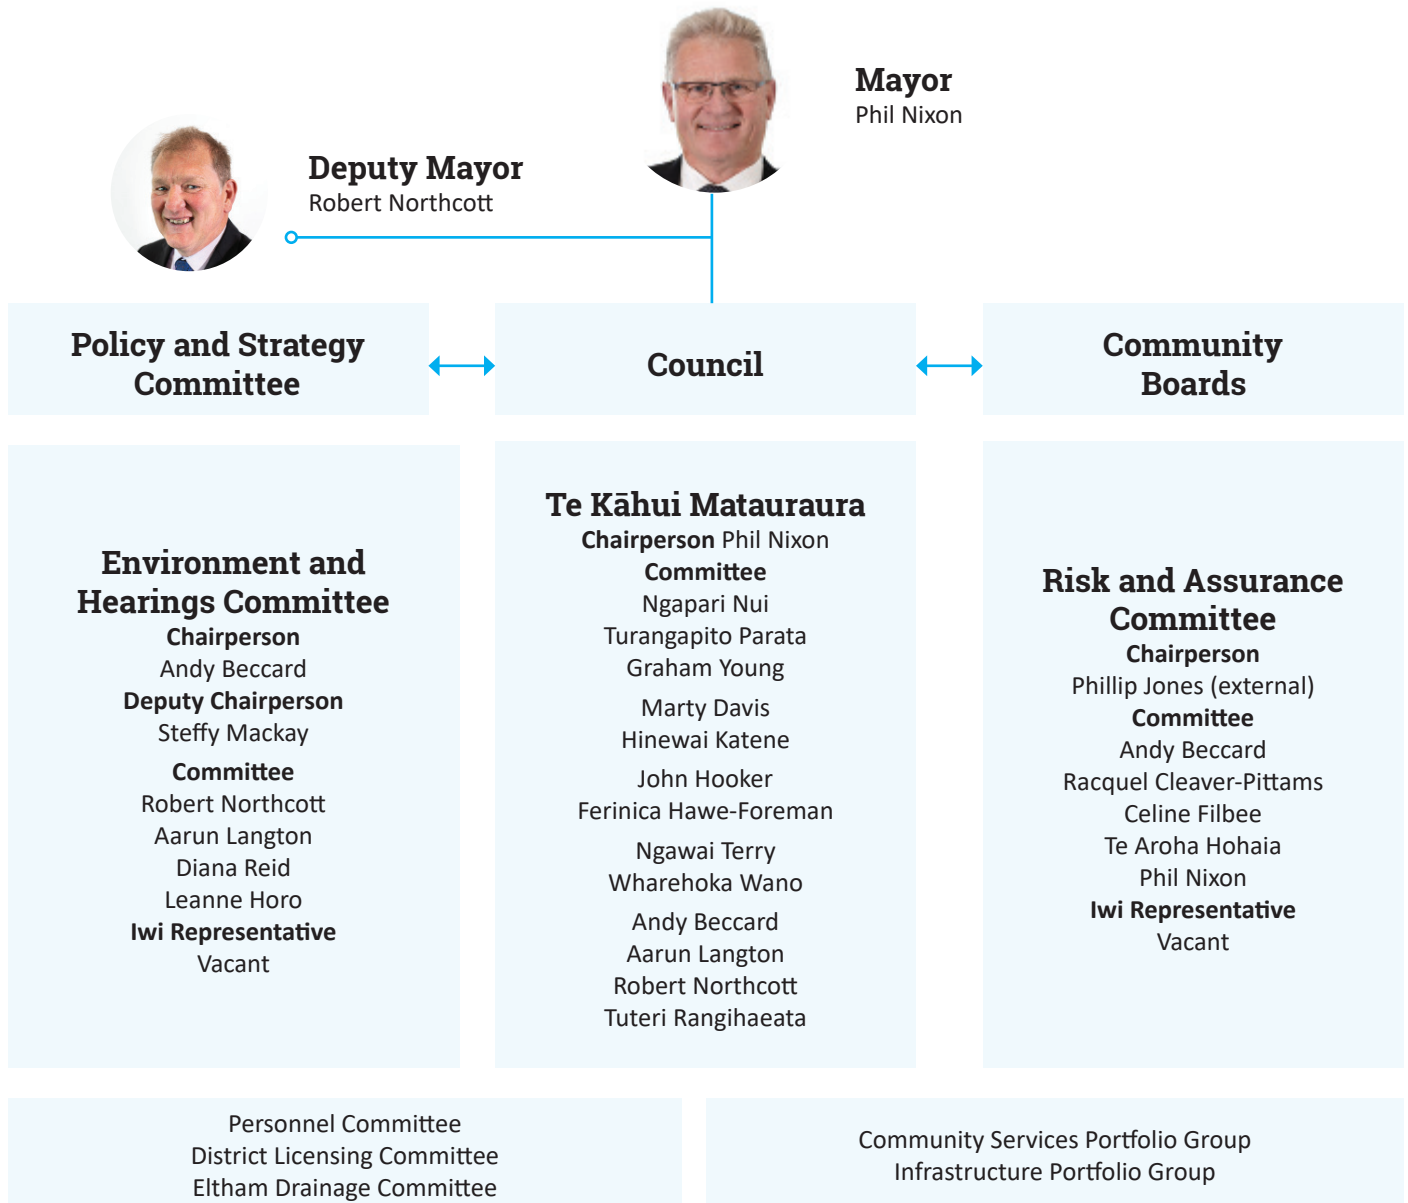 Mayor
Phil Nixon
Deputy Mayor
Robert Northcott
Policy and Strategy
Committee
Council
Community
Boards
Environment and
Hearings Committee
Chairperson
Andy Beccard
Deputy Chairperson
Steffy Mackay
Committee
Robert Northcott
Aarun Langton
Diana Reid
Leanne Horo
Iwi Representative
Vacant
Te Kāhui Matauraura
Chairperson Phil Nixon
Committee
Ngapari Nui
Turangapito Parata
Graham Young
Marty Davis
Hinewai Katene
John Hooker
Ferinica Hawe-Foreman
Ngawai Terry
Wharehoka Wano
Andy Beccard
Aarun Langton
Robert Northcott
Tuteri Rangihaeata
Risk and Assurance
Committee
Chairperson
Phillip Jones (external)
Committee
Andy Beccard
Racquel Cleaver-Pittams
Celine Filbee
Te Aroha Hohaia
Phil Nixon
Iwi Representative
Vacant
Personnel Committee
District Licensing Committee
Eltham Drainage Committee
Community Services Portfolio Group
Infrastructure Portfolio Group